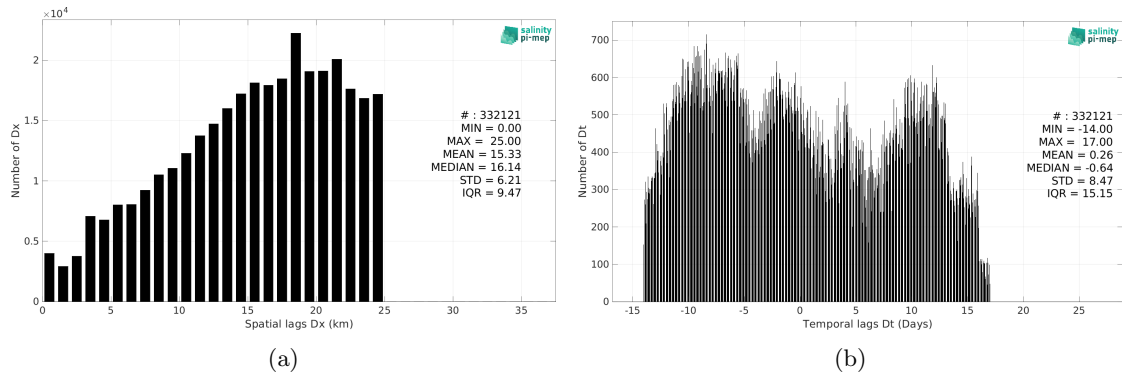 ×10⁴
2
1.5
1
0.5
0
Number of Dx
salinity
pi-mep
# : 332121
MIN = 0.00
MAX = 25.00
MEAN = 15.33
MEDIAN = 16.14
STD = 6.21
IQR = 9.47
0 5 10 15 20 25 30 35
Spatial lags Dx (km)
(a)
700
600
500
400
300
200
100
0
Number of Dt
salinity
pi-mep
# : 332121
MIN = -14.00
MAX = 17.00
MEAN = 0.26
MEDIAN = -0.64
STD = 8.47
IQR = 15.15
-15 -10 -5 0 5 10 15 20 25
Temporal lags Dt (Days)
(b)